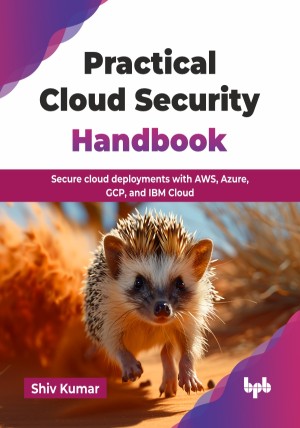 Practical
Cloud Security
Handbook
Secure cloud deployments with AWS, Azure,
GCP, and IBM Cloud
Shiv Kumar
bpb